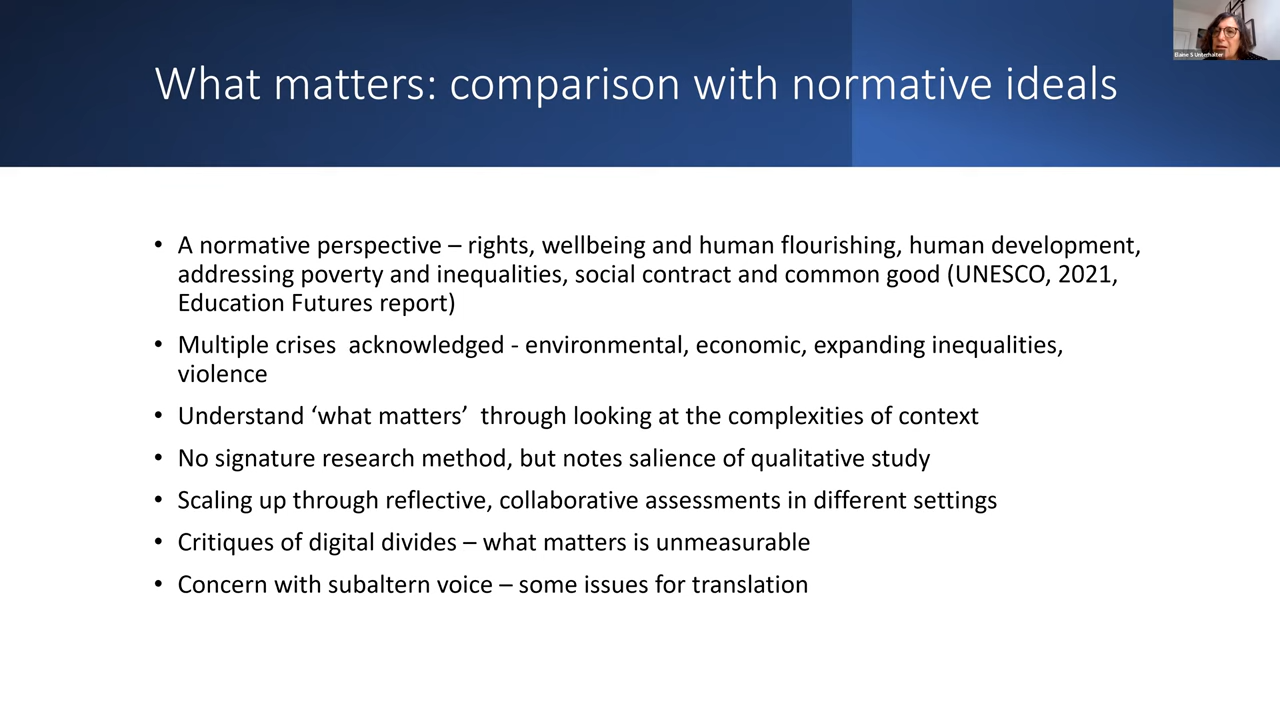 Elaine S Unterhalter
What matters: comparison with normative ideals
• A normative perspective – rights, wellbeing and human flourishing, human development,
addressing poverty and inequalities, social contract and common good (UNESCO, 2021,
Education Futures report)
• Multiple crises  acknowledged - environmental, economic, expanding inequalities,
violence
• Understand ‘what matters’  through looking at the complexities of context
• No signature research method, but notes salience of qualitative study
• Scaling up through reflective, collaborative assessments in different settings
• Critiques of digital divides – what matters is unmeasurable
• Concern with subaltern voice – some issues for translation